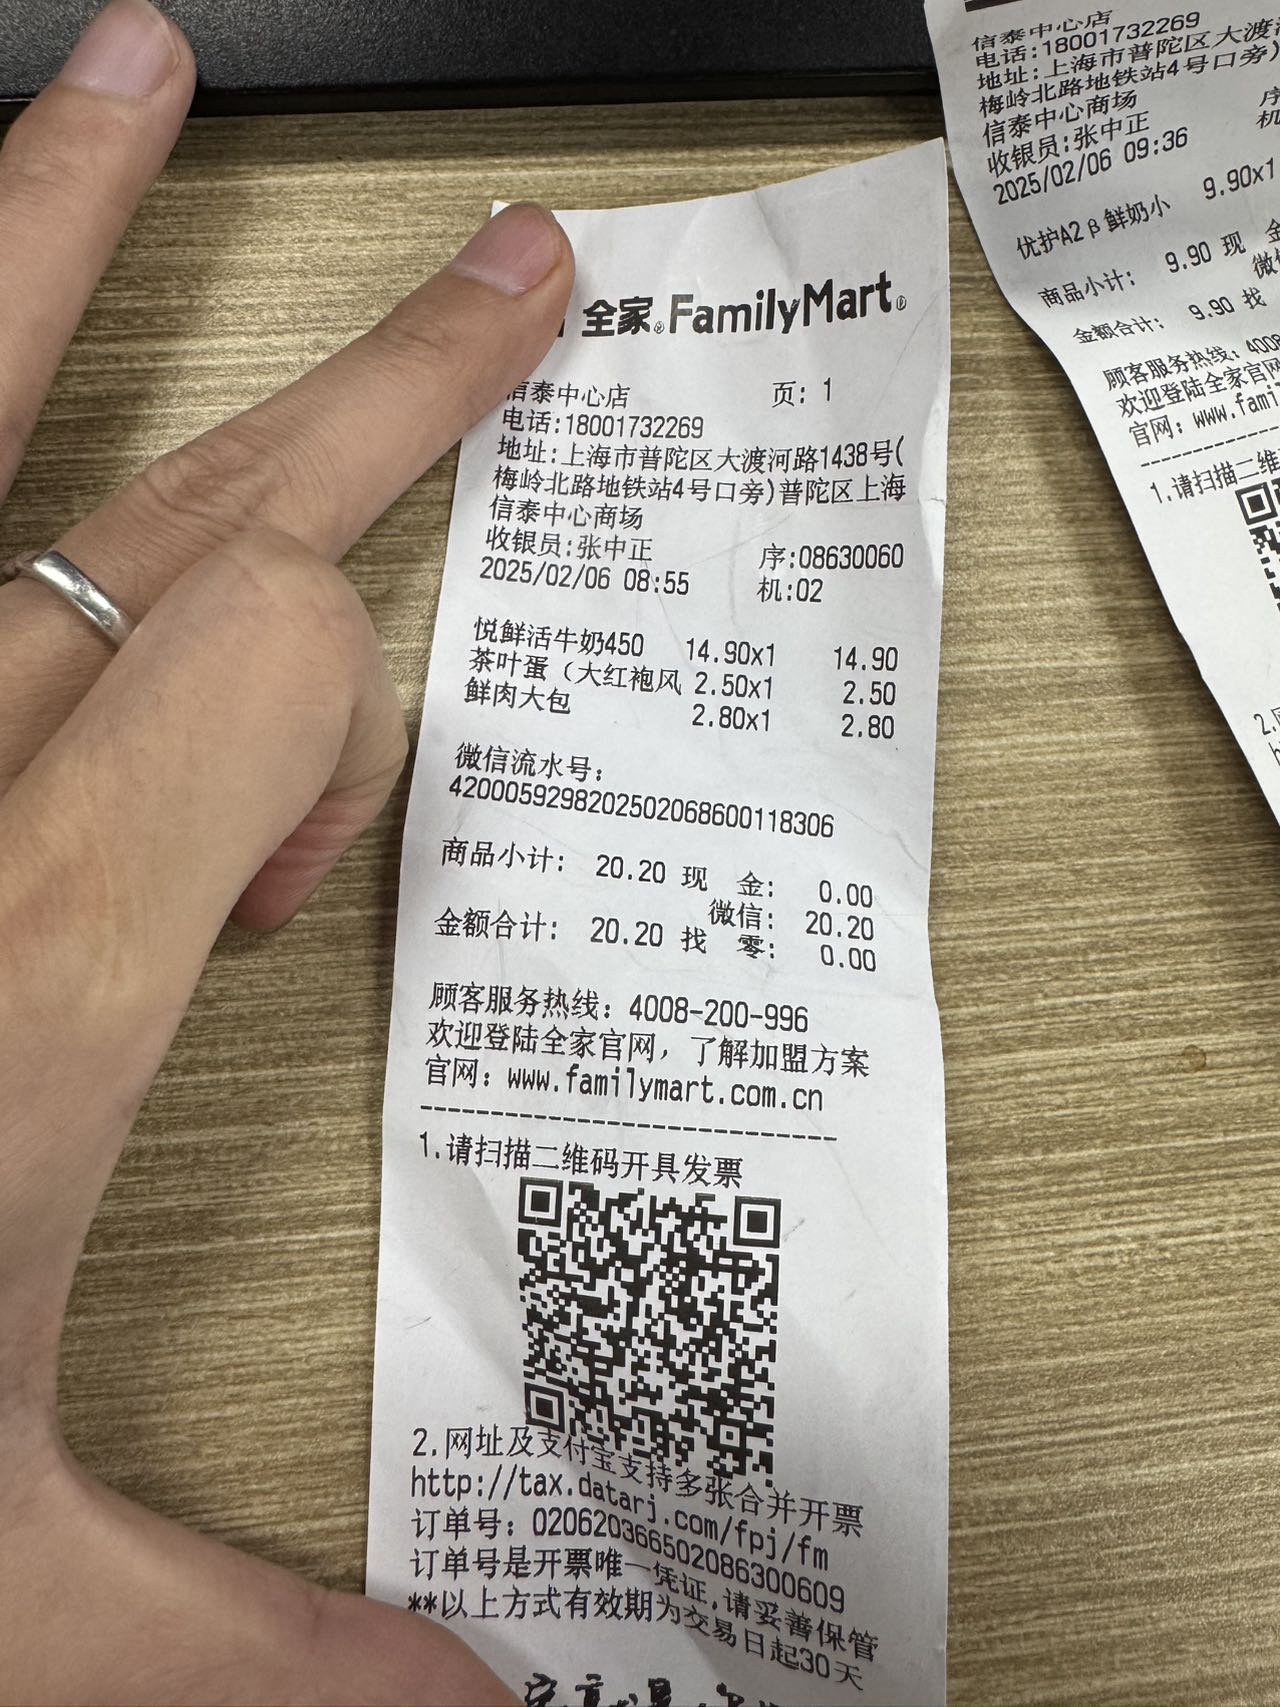 全家® FamilyMart®
信泰中心店 页: 1
电话:18001732269
地址:上海市普陀区大渡河路1438号(
梅岭北路地铁站4号口旁)普陀区上海
信泰中心商场
收银员:张中正 序:08630060
2025/02/06 08:55 机:02
悦鲜活牛奶450 14.90x1 14.90
茶叶蛋（大红袍风 2.50x1 2.50
鲜肉大包 2.80x1 2.80
微信流水号:
4200059298202502068600118306
商品小计: 20.20 现 金: 0.00
微信: 20.20
金额合计: 20.20 找 零: 0.00
顾客服务热线: 4008-200-996
欢迎登陆全家官网，了解加盟方案
官网: www.familymart.com.cn
--------------------------------
1.请扫描二维码开具发票
2.网址及支付宝支持多张合并开票
http://tax.datarj.com/fpj/fm
订单号: 020620366502086300609
订单号是开票唯一凭证,请妥善保管
**以上方式有效期为交易日起30天
信泰中心店
电话:18001732269
地址:上海市普陀区大渡
梅岭北路地铁站4号口旁)
信泰中心商场 序
收银员:张中正 机
2025/02/06 09:36
优护A2β鲜奶小 9.90x1
商品小计: 9.90 现 金
微信
金额合计: 9.90 找
顾客服务热线: 4008
欢迎登陆全家官网
官网: www.fami
1.请扫描二维
2.